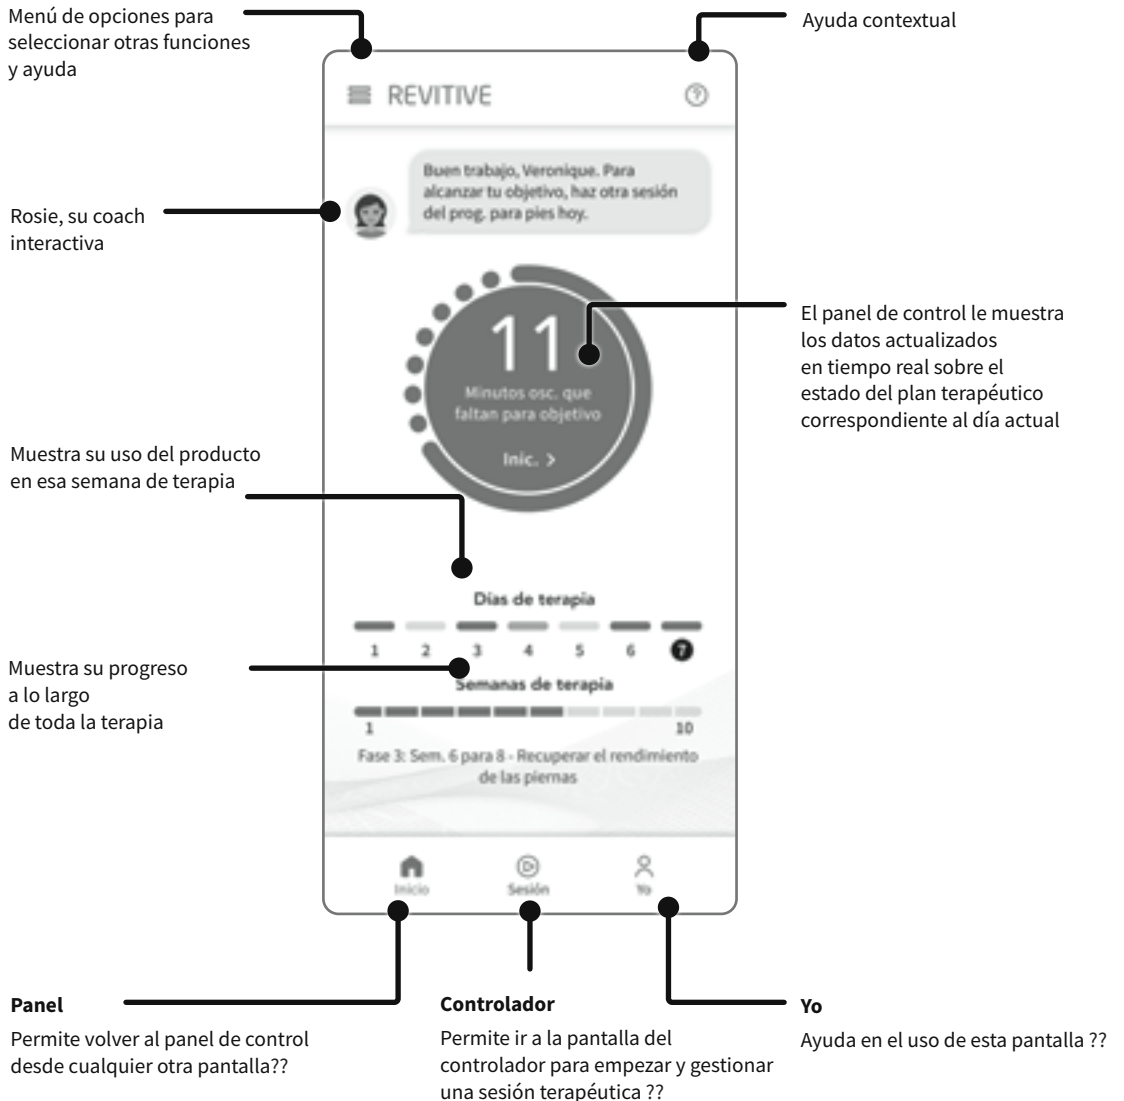 Menú de opciones para
seleccionar otras funciones
y ayuda
Ayuda contextual
REVITIVE
Buen trabajo, Veronique. Para
alcanzar tu objetivo, haz otra sesión
del prog. para pies hoy.
Rosie, su coach
interactiva
11
Minutos osc. que
faltan para objetivo
Inic. >
El panel de control le muestra
los datos actualizados
en tiempo real sobre el
estado del plan terapéutico
correspondiente al día actual
Muestra su uso del producto
en esa semana de terapia
Días de terapia
1 2 3 4 5 6 7
Muestra su progreso
a lo largo
de toda la terapia
Semanas de terapia
1 10
Fase 3: Sem. 6 para 8 - Recuperar el rendimiento
de las piernas
Inicio Sesión Yo
Panel
Permite volver al panel de control
desde cualquier otra pantalla??
Controlador
Permite ir a la pantalla del
controlador para empezar y gestionar
una sesión terapéutica ??
Yo
Ayuda en el uso de esta pantalla ??